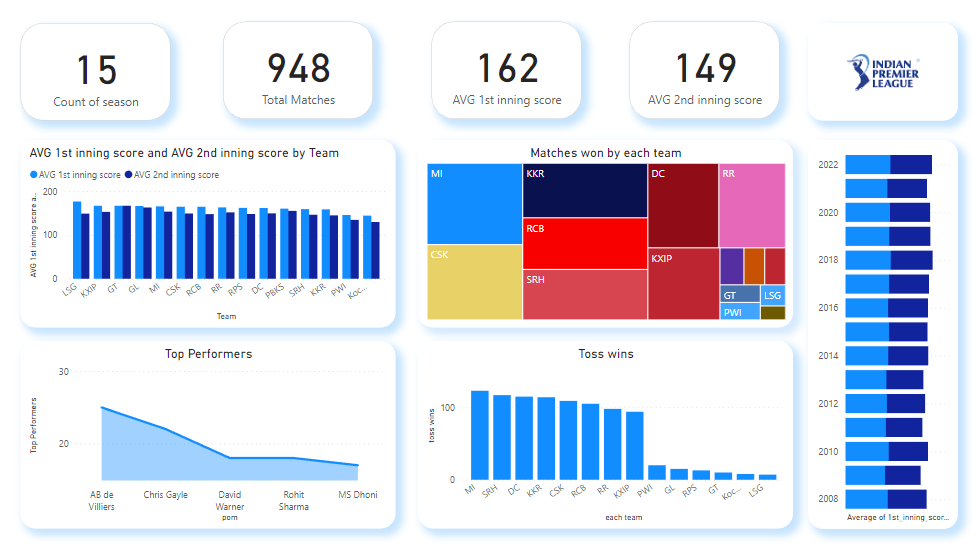 15
Count of season
948
Total Matches
162
AVG 1st inning score
149
AVG 2nd inning score
INDIAN
PREMIER
LEAGUE
AVG 1st inning score and AVG 2nd inning score by Team
AVG 1st inning score AVG 2nd inning score
AVG 1st inning score a...
200
100
0
LSG KXIP GT GL MI CSK RCB RR RPS DC PBKS SRH KKR PWI Koc...
Team
Matches won by each team
MI
KKR
DC
RR
RCB
CSK
KXIP
SRH
GT
LSG
PWI
2022
2020
2018
2016
2014
2012
2010
2008
Average of 1st_inning_scor...
Top Performers
Top Performers
30
20
AB de
Villiers
Chris Gayle
David
Warner
Rohit
Sharma
MS Dhoni
pom
Toss wins
toss wins
100
0
MI SRH DC KKR CSK RCB RR KXIP PWI GL RPS GT Koc... LSG
each team